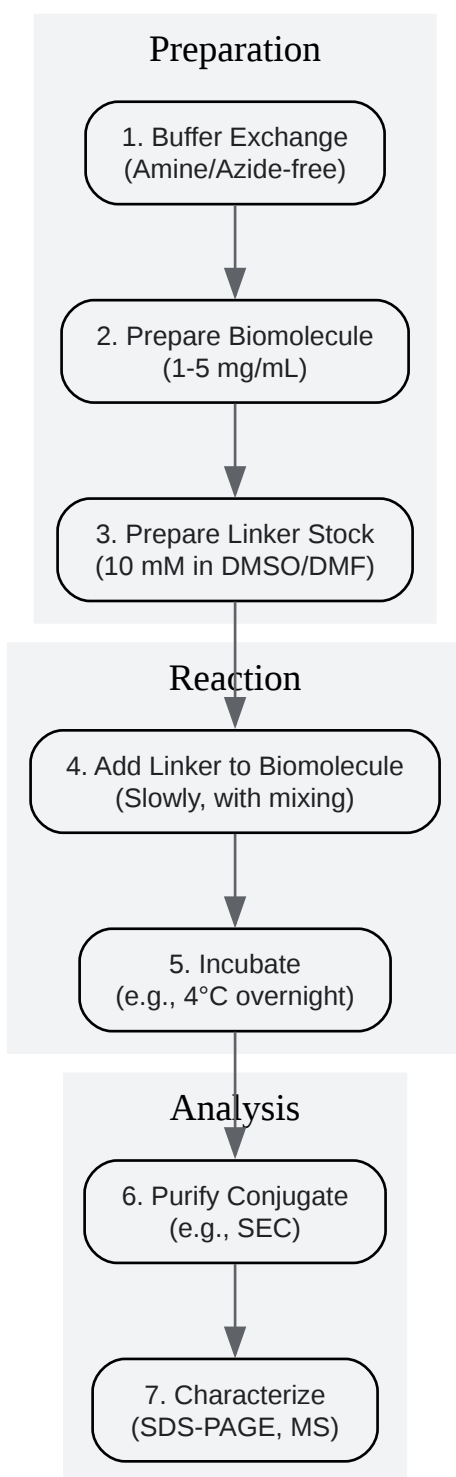 Preparation
1. Buffer Exchange
(Amine/Azide-free)
2. Prepare Biomolecule
(1-5 mg/mL)
3. Prepare Linker Stock
(10 mM in DMSO/DMF)
Reaction
4. Add Linker to Biomolecule
(Slowly, with mixing)
5. Incubate
(e.g., 4°C overnight)
Analysis
6. Purify Conjugate
(e.g., SEC)
7. Characterize
(SDS-PAGE, MS)